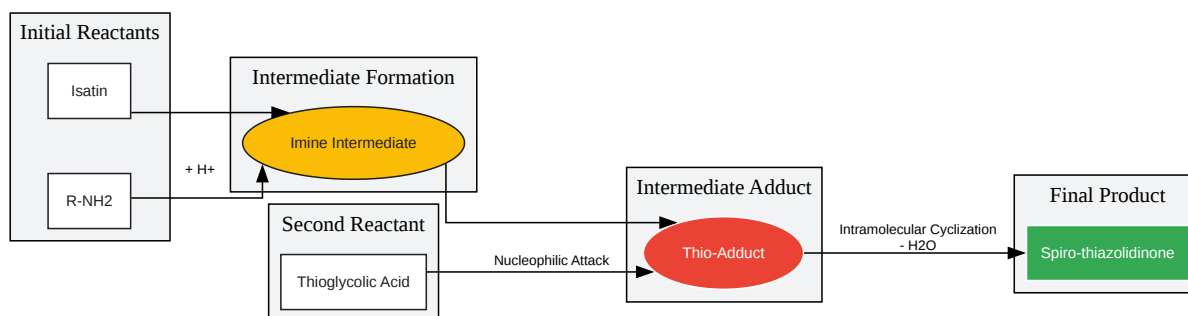 Initial Reactants
Isatin
R-NH2
+ H+
Intermediate Formation
Imine Intermediate
Second Reactant
Thioglycolic Acid
Nucleophilic Attack
Intermediate Adduct
Thio-Adduct
Intramolecular Cyclization
- H2O
Final Product
Spiro-thiazolidinone